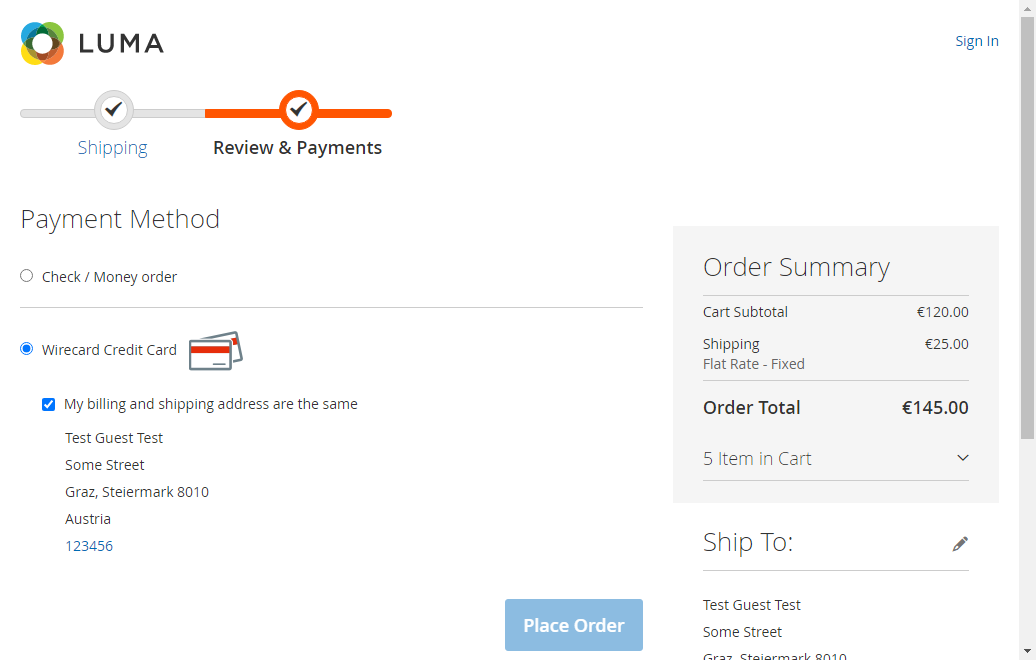 LUMA
Sign In
Shipping
Review & Payments
Payment Method
Check / Money order
Wirecard Credit Card
My billing and shipping address are the same
Test Guest Test
Some Street
Graz, Steiermark 8010
Austria
123456
Place Order
Order Summary
Cart Subtotal €120.00
Shipping €25.00
Flat Rate - Fixed
Order Total €145.00
5 Item in Cart
Ship To:
Test Guest Test
Some Street
Graz, Steiermark 8010